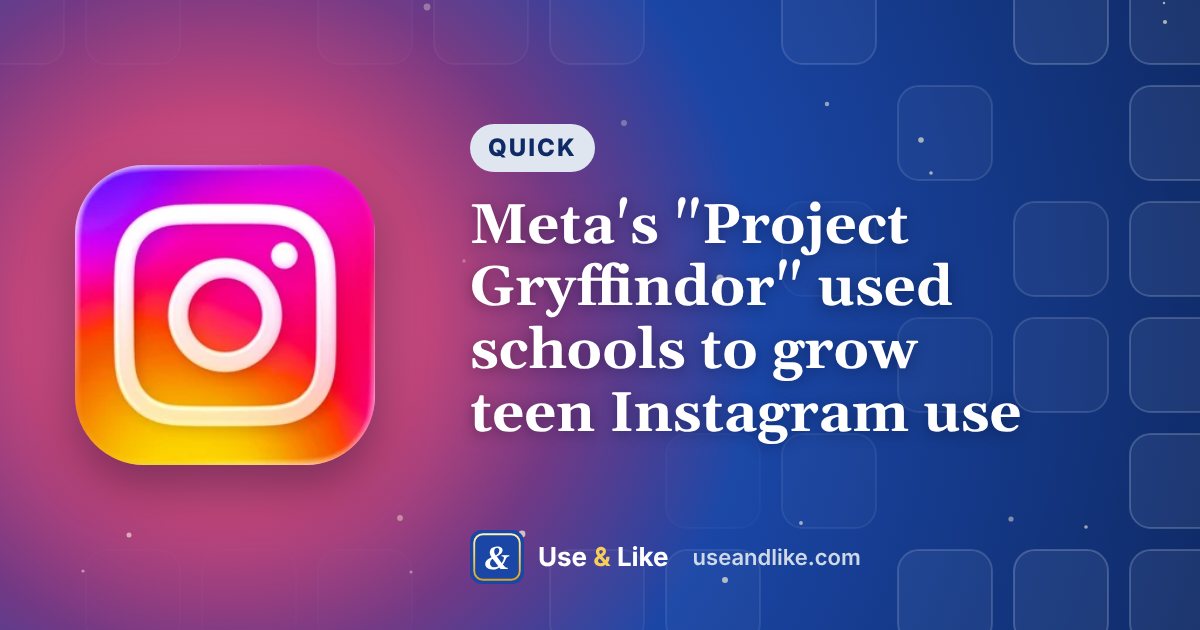 QUICK
Meta's "Project
Gryffindor" used
schools to grow
teen Instagram use
& Use & Like useandlike.com